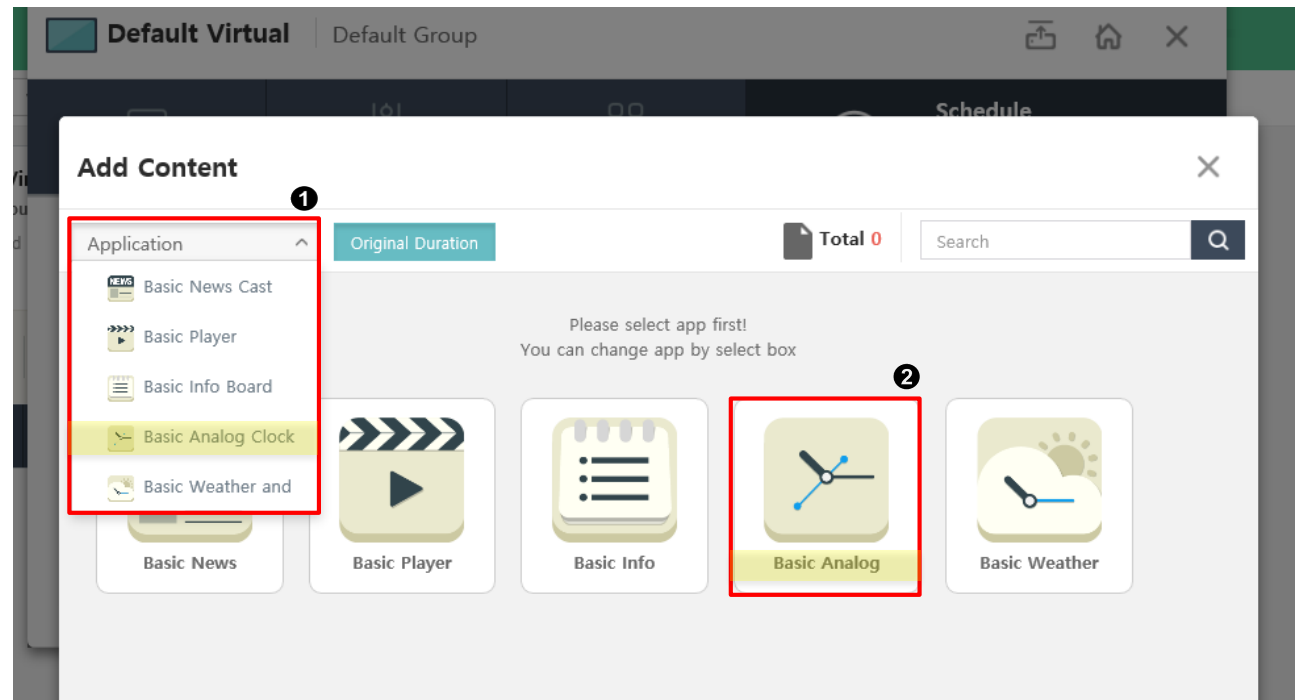 Default Virtual
Default Group
Schedule
Add Content
1
Application
Original Duration
Total 0
Search
NEWS
Basic News Cast
Basic Player
Basic Info Board
Basic Analog Clock
Basic Weather and
Please select app first!
You can change app by select box
2
Basic News
Basic Player
Basic Info
Basic Analog
Basic Weather